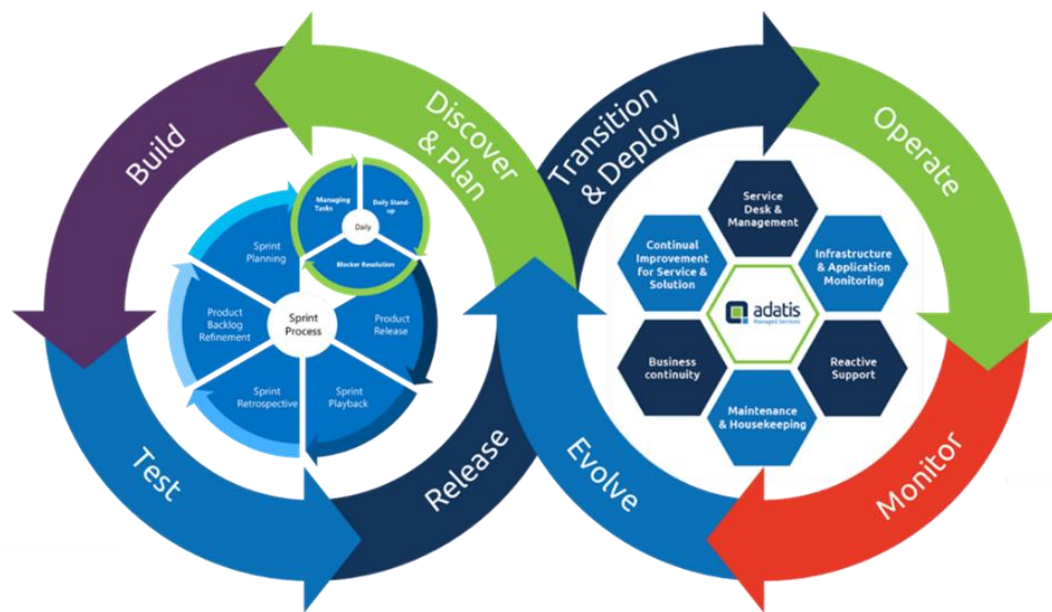 Build
Discover
& Plan
Transition
& Deploy
Operate
Monitor
Evolve
Release
Test
Managing
Tasks
Daily Stand-
up
Daily
Blocker Resolution
Sprint
Planning
Product
Backlog
Refinement
Sprint
Process
Product
Release
Sprint
Retrospective
Sprint
Playback
Service
Desk &
Management
Continual
Improvement
for Service &
Solution
Infrastructure
& Application
Monitoring
adatis
Managed Services
Business
continuity
Reactive
Support
Maintenance
& Housekeeping